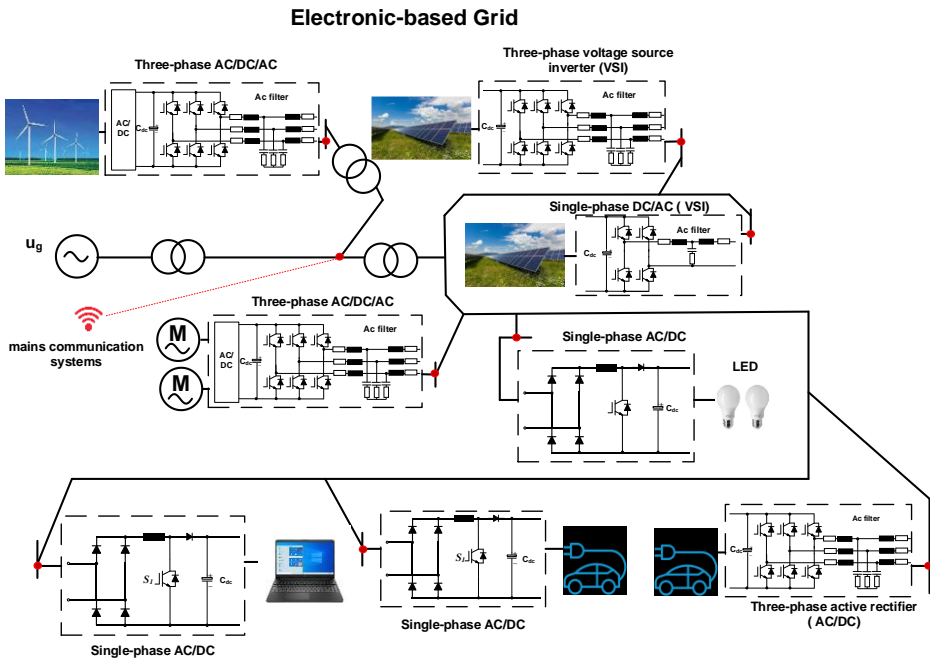 Electronic-based Grid
Three-phase AC/DC/AC
AC/
DC
Cdc
Ac filter
Three-phase voltage source
inverter (VSI)
Cdc
Ac filter
Single-phase DC/AC ( VSI)
Cdc
Ac filter
ug
mains communication
systems
Three-phase AC/DC/AC
M
M
AC/
DC
Cdc
Ac filter
Single-phase AC/DC
Cdc
LED
S1
Cdc
Single-phase AC/DC
S1
Cdc
Single-phase AC/DC
Cdc
Ac filter
Three-phase active rectifier
( AC/DC)